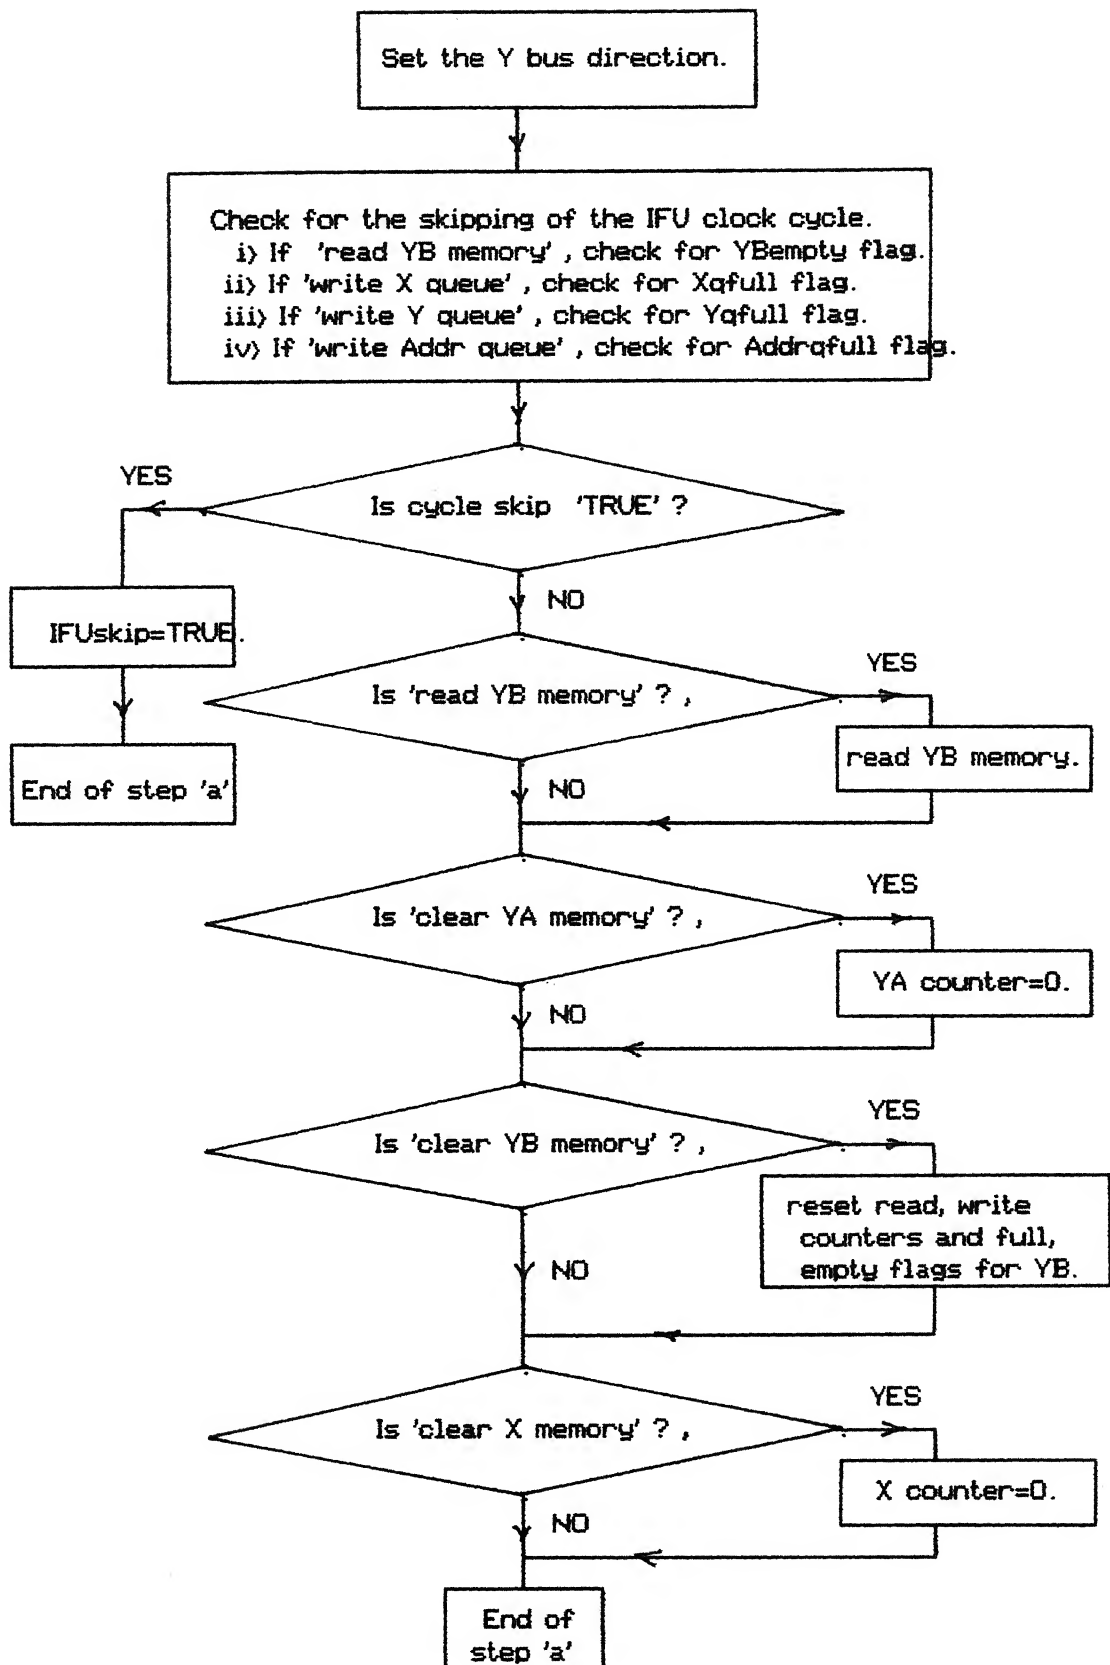 Set the Y bus direction.
Check for the skipping of the IFU clock cycle.
i) If 'read YB memory' , check for YBempty flag.
ii) If 'write X queue' , check for Xqfull flag.
iii) If 'write Y queue' , check for Yqfull flag.
iv) If 'write Addr queue' , check for Addrqfull flag.
YES
Is cycle skip 'TRUE' ?
NO
IFUskip=TRUE.
YES
Is 'read YB memory' ? ,
read YB memory.
End of step 'a'
NO
YES
Is 'clear YA memory' ? ,
YA counter=0.
NO
YES
Is 'clear YB memory' ? ,
reset read, write
counters and full,
empty flags for YB.
NO
YES
Is 'clear X memory' ? ,
X counter=0.
NO
End of
step 'a'